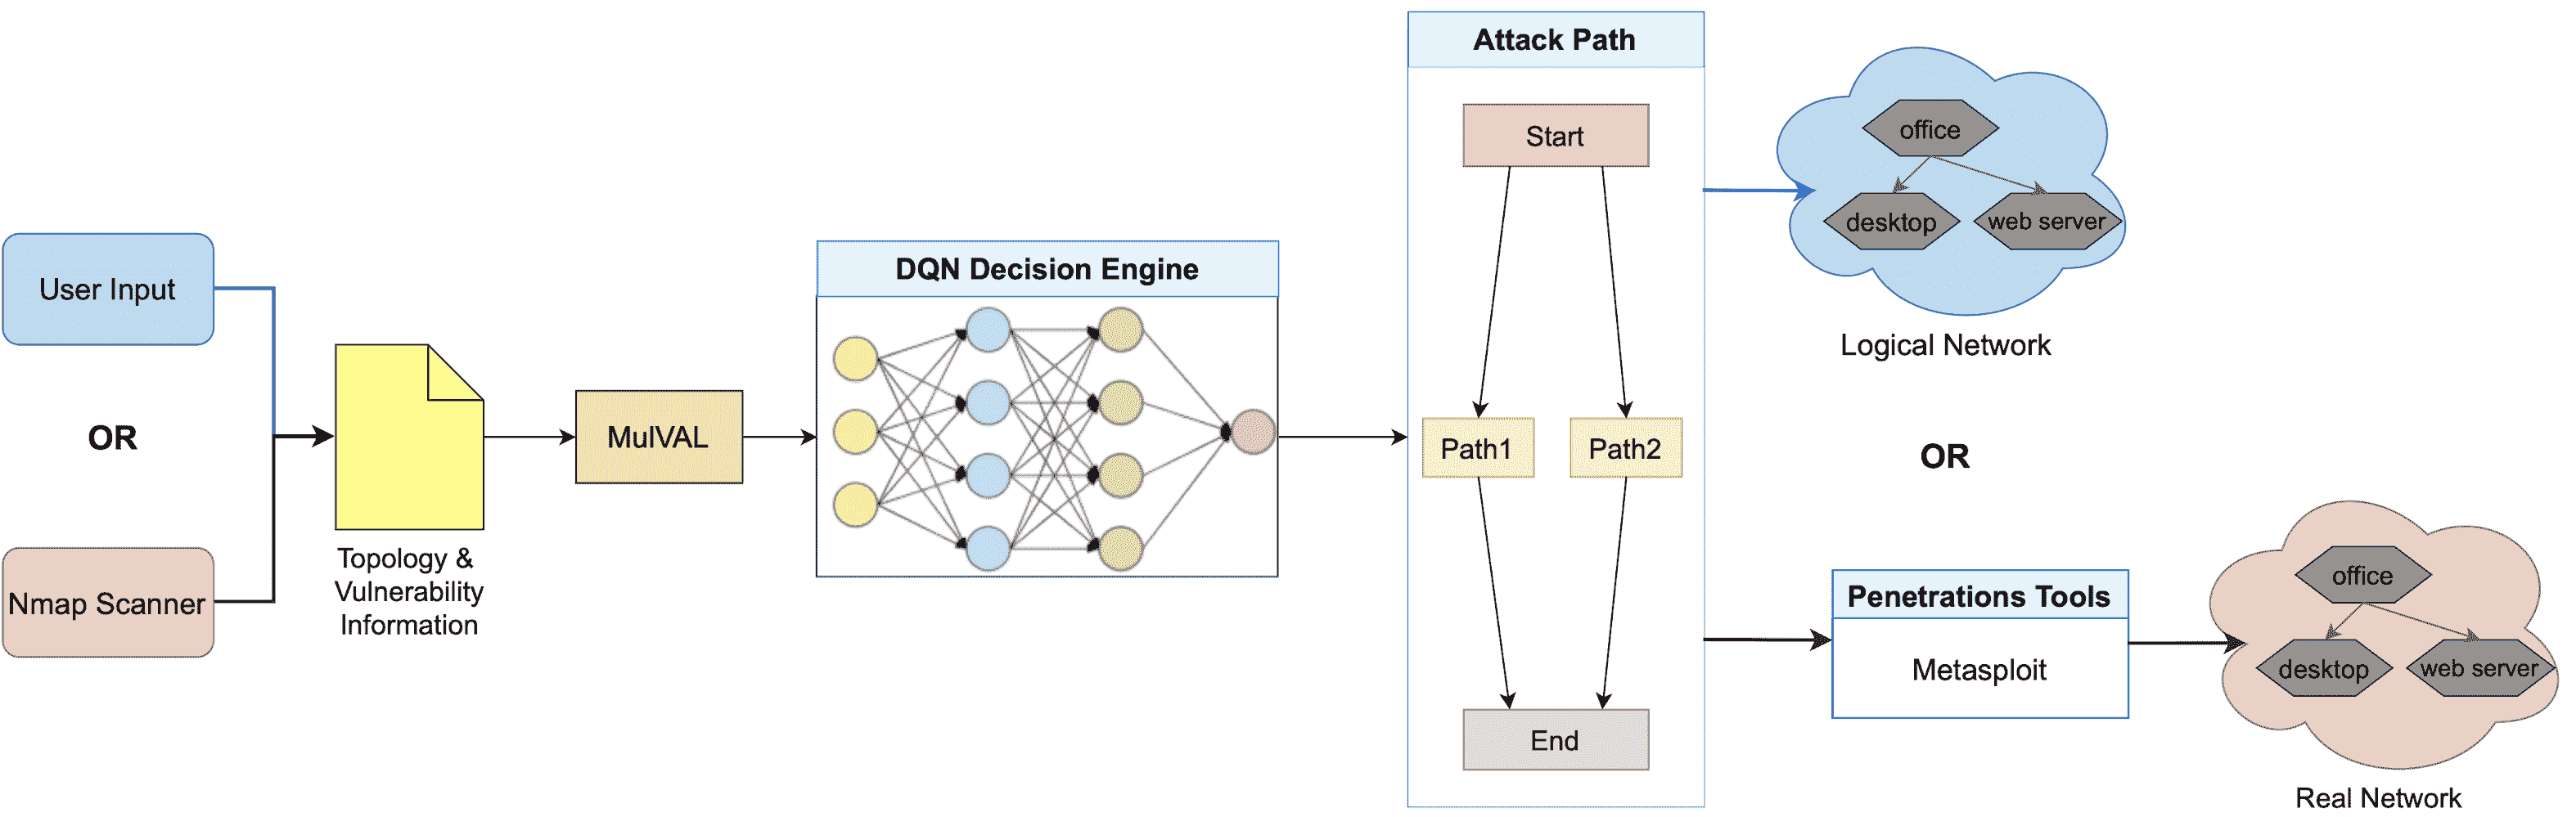 User Input
OR
Nmap Scanner
Topology &
Vulnerability
Information
MulVAL
DQN Decision Engine
Attack Path
Start
Path1
Path2
End
office
desktop
web server
Logical Network
OR
Penetrations Tools
Metasploit
office
desktop
web server
Real Network